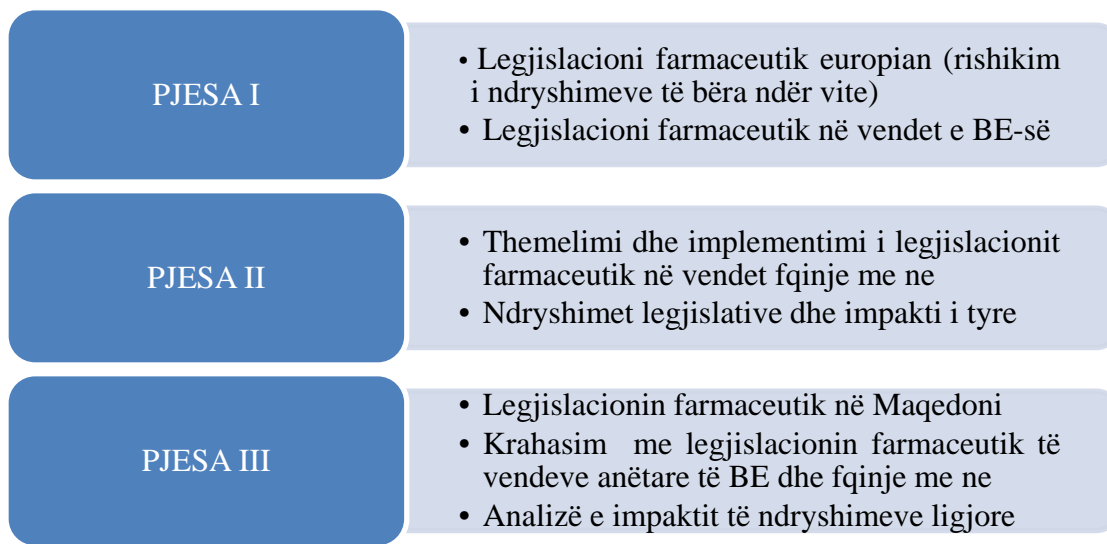 PJESA I
• Legjislacioni farmaceutik europian (rishikim
i ndryshimeve të bëra ndër vite)
• Legjislacioni farmaceutik në vendet e BE-së
PJESA II
• Themelimi dhe implementimi i legjislacionit
farmaceutik në vendet fqinje me ne
• Ndryshimet legjislative dhe impakti i tyre
PJESA III
• Legjislacionin farmaceutik në Maqedoni
• Krahasim me legjislacionin farmaceutik të
vendeve anëtare të BE dhe fqinje me ne
• Analizë e impaktit të ndryshimeve ligjore